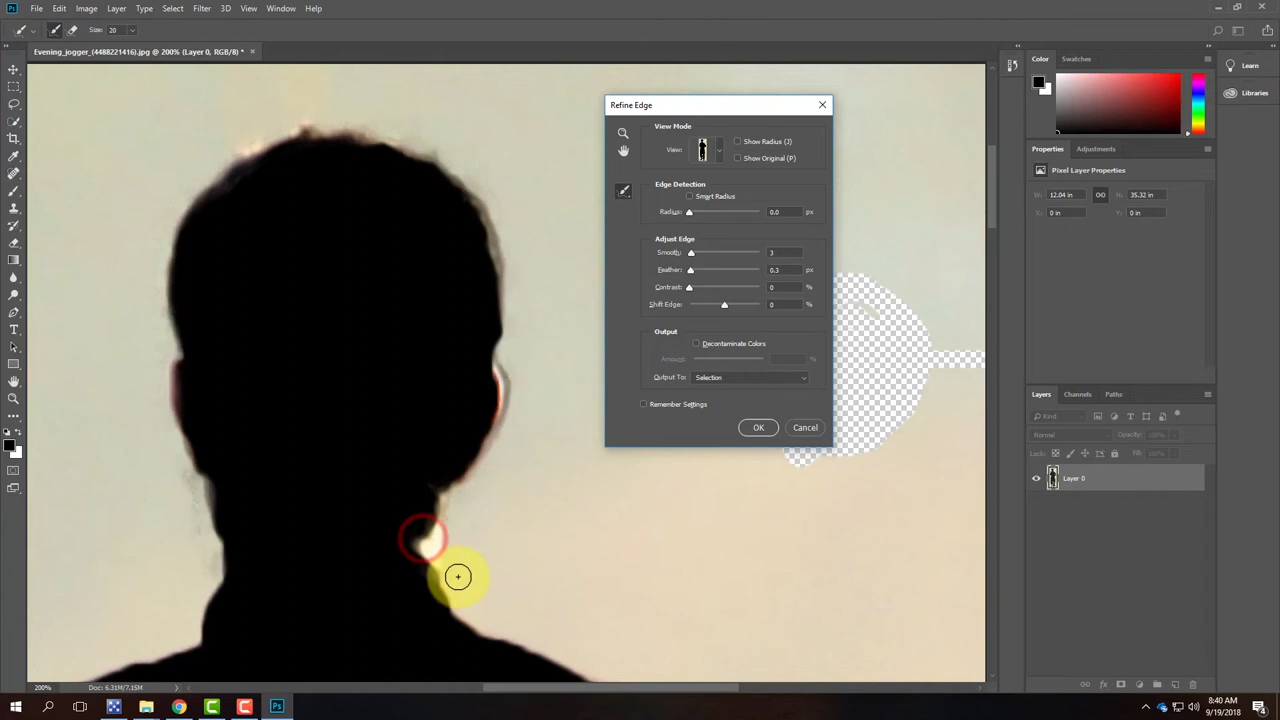 Ps File Edit Image Layer Type Select Filter 3D View Window Help
Size: 20
Evening_jogger_(4488221416).jpg @ 200% (Layer 0, RGB/8) * ×
Refine Edge
View Mode
View:
Show Radius (J)
Show Original (P)
Edge Detection
Smart Radius
Radius: 0.0 px
Adjust Edge
Smooth: 3
Feather: 0.3 px
Contrast: 0 %
Shift Edge: 0 %
Output
Decontaminate Colors
Amount: %
Output To: Selection
Remember Settings
OK Cancel
Color Swatches
Learn
Libraries
Properties Adjustments
Pixel Layer Properties
W: 12.04 in H: 35.32 in
X: 0 in Y: 0 in
Layers Channels Paths
Kind
Normal Opacity: 100%
Lock: Fill: 100%
Layer 0
200% Doc: 6.31M/7.15M
Ps
8:40 AM
9/19/2018
4